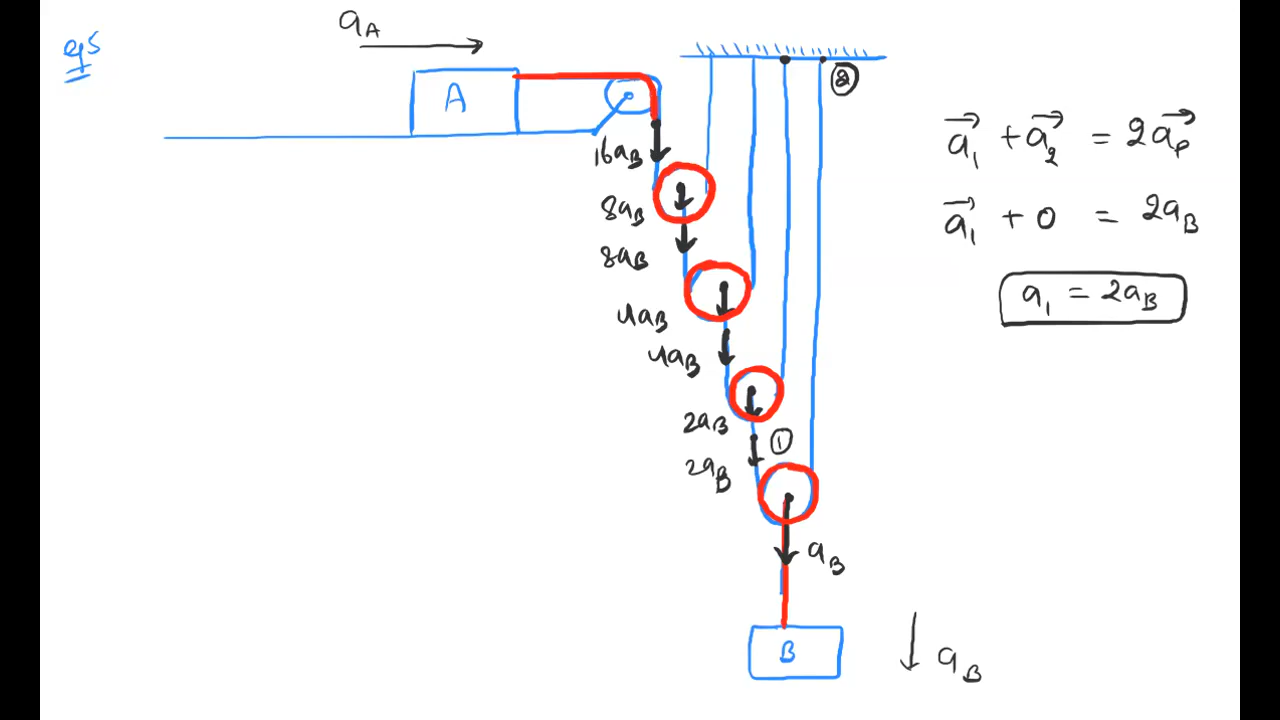 eg5
a_A
A
②
16a_B
8a_B
8a_B
4a_B
4a_B
2a_B
①
2a_B
a_B
B
a_B
a⃗₁ + a⃗₂ = 2a⃗_P
a⃗₁ + 0 = 2a_B
a₁ = 2a_B